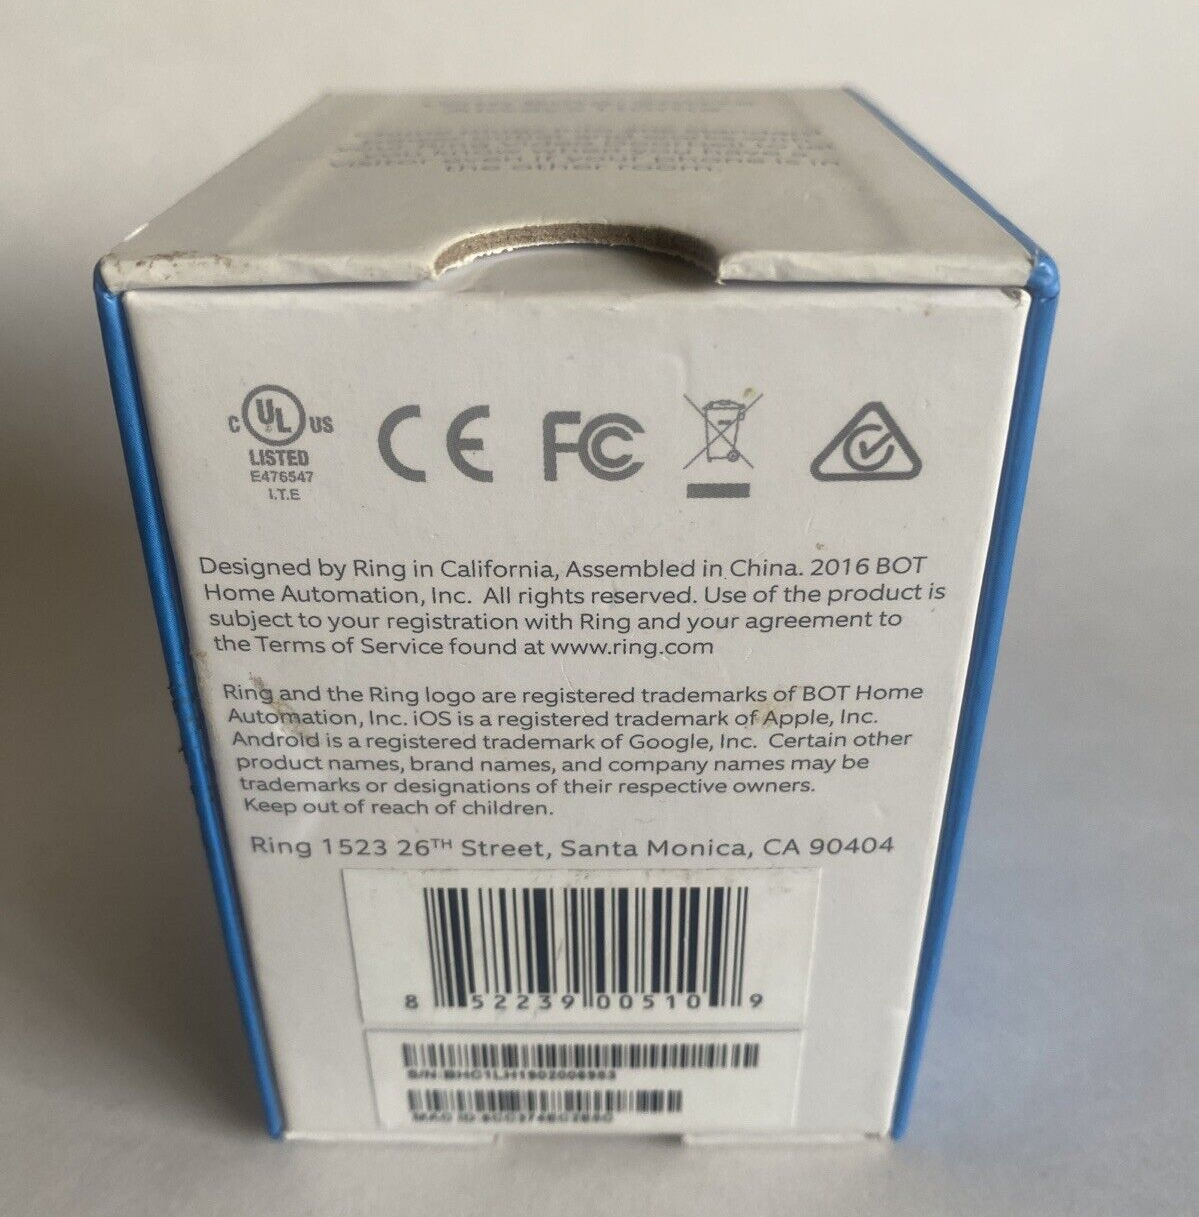 the other room.
C UL US
LISTED
E476547
I.T.E
CE
FC
Designed by Ring in California, Assembled in China. 2016 BOT
Home Automation, Inc. All rights reserved. Use of the product is
subject to your registration with Ring and your agreement to
the Terms of Service found at www.ring.com
Ring and the Ring logo are registered trademarks of BOT Home
Automation, Inc. iOS is a registered trademark of Apple, Inc.
Android is a registered trademark of Google, Inc. Certain other
product names, brand names, and company names may be
trademarks or designations of their respective owners.
Keep out of reach of children.
Ring 1523 26TH Street, Santa Monica, CA 90404
8 52239 00510 9
S/N:
MAC ID: